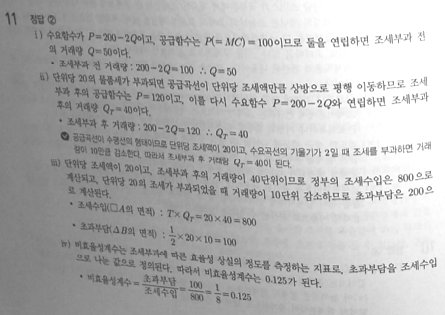 11 정답 ②
ⅰ) 수요함수가 P=200-2Q이고, 공급함수는 P(=MC)=100이므로 둘을 연립하면 조세부과 전
의 거래량 Q=50이다.
• 조세부과 전 거래량 : 200-2Q=100 ∴ Q=50
ⅱ) 단위당 20의 물품세가 부과되면 공급곡선이 단위당 조세액만큼 상방으로 평행 이동하므로 조세
부과 후의 공급함수는 P=120이고, 이를 다시 수요함수 P=200-2Q와 연립하면 조세부과
후의 거래량 Q_T=40이다.
• 조세부과 후 거래량 : 200-2Q=120 ∴ Q_T=40
공급곡선이 수평선의 형태이므로 단위당 조세액이 20이고, 수요곡선의 기울기가 2일 때 조세를 부과하면 거래
량이 10만큼 감소한다. 따라서 조세부과 후 거래량 Q_T=40이 된다.
ⅲ) 단위당 조세액이 20이고, 조세부과 후의 거래량이 40단위이므로 정부의 조세수입은 800으로
계산되고, 단위당 20의 조세가 부과되었을 때 거래량이 10단위 감소하므로 초과부담은 200으
로 계산된다.
• 조세수입(□A의 면적) : T×Q_T=20×40=800
• 초과부담(△B의 면적) : 1/2×20×10=100
ⅳ) 비효율성계수는 조세부과에 따른 효율성 상실의 정도를 측정하는 지표로, 초과부담을 조세수입
으로 나눈 값으로 정의된다. 따라서 비효율성계수는 0.125가 된다.
• 비효율성계수=초과부담/조세수입=100/800=1/8=0.125